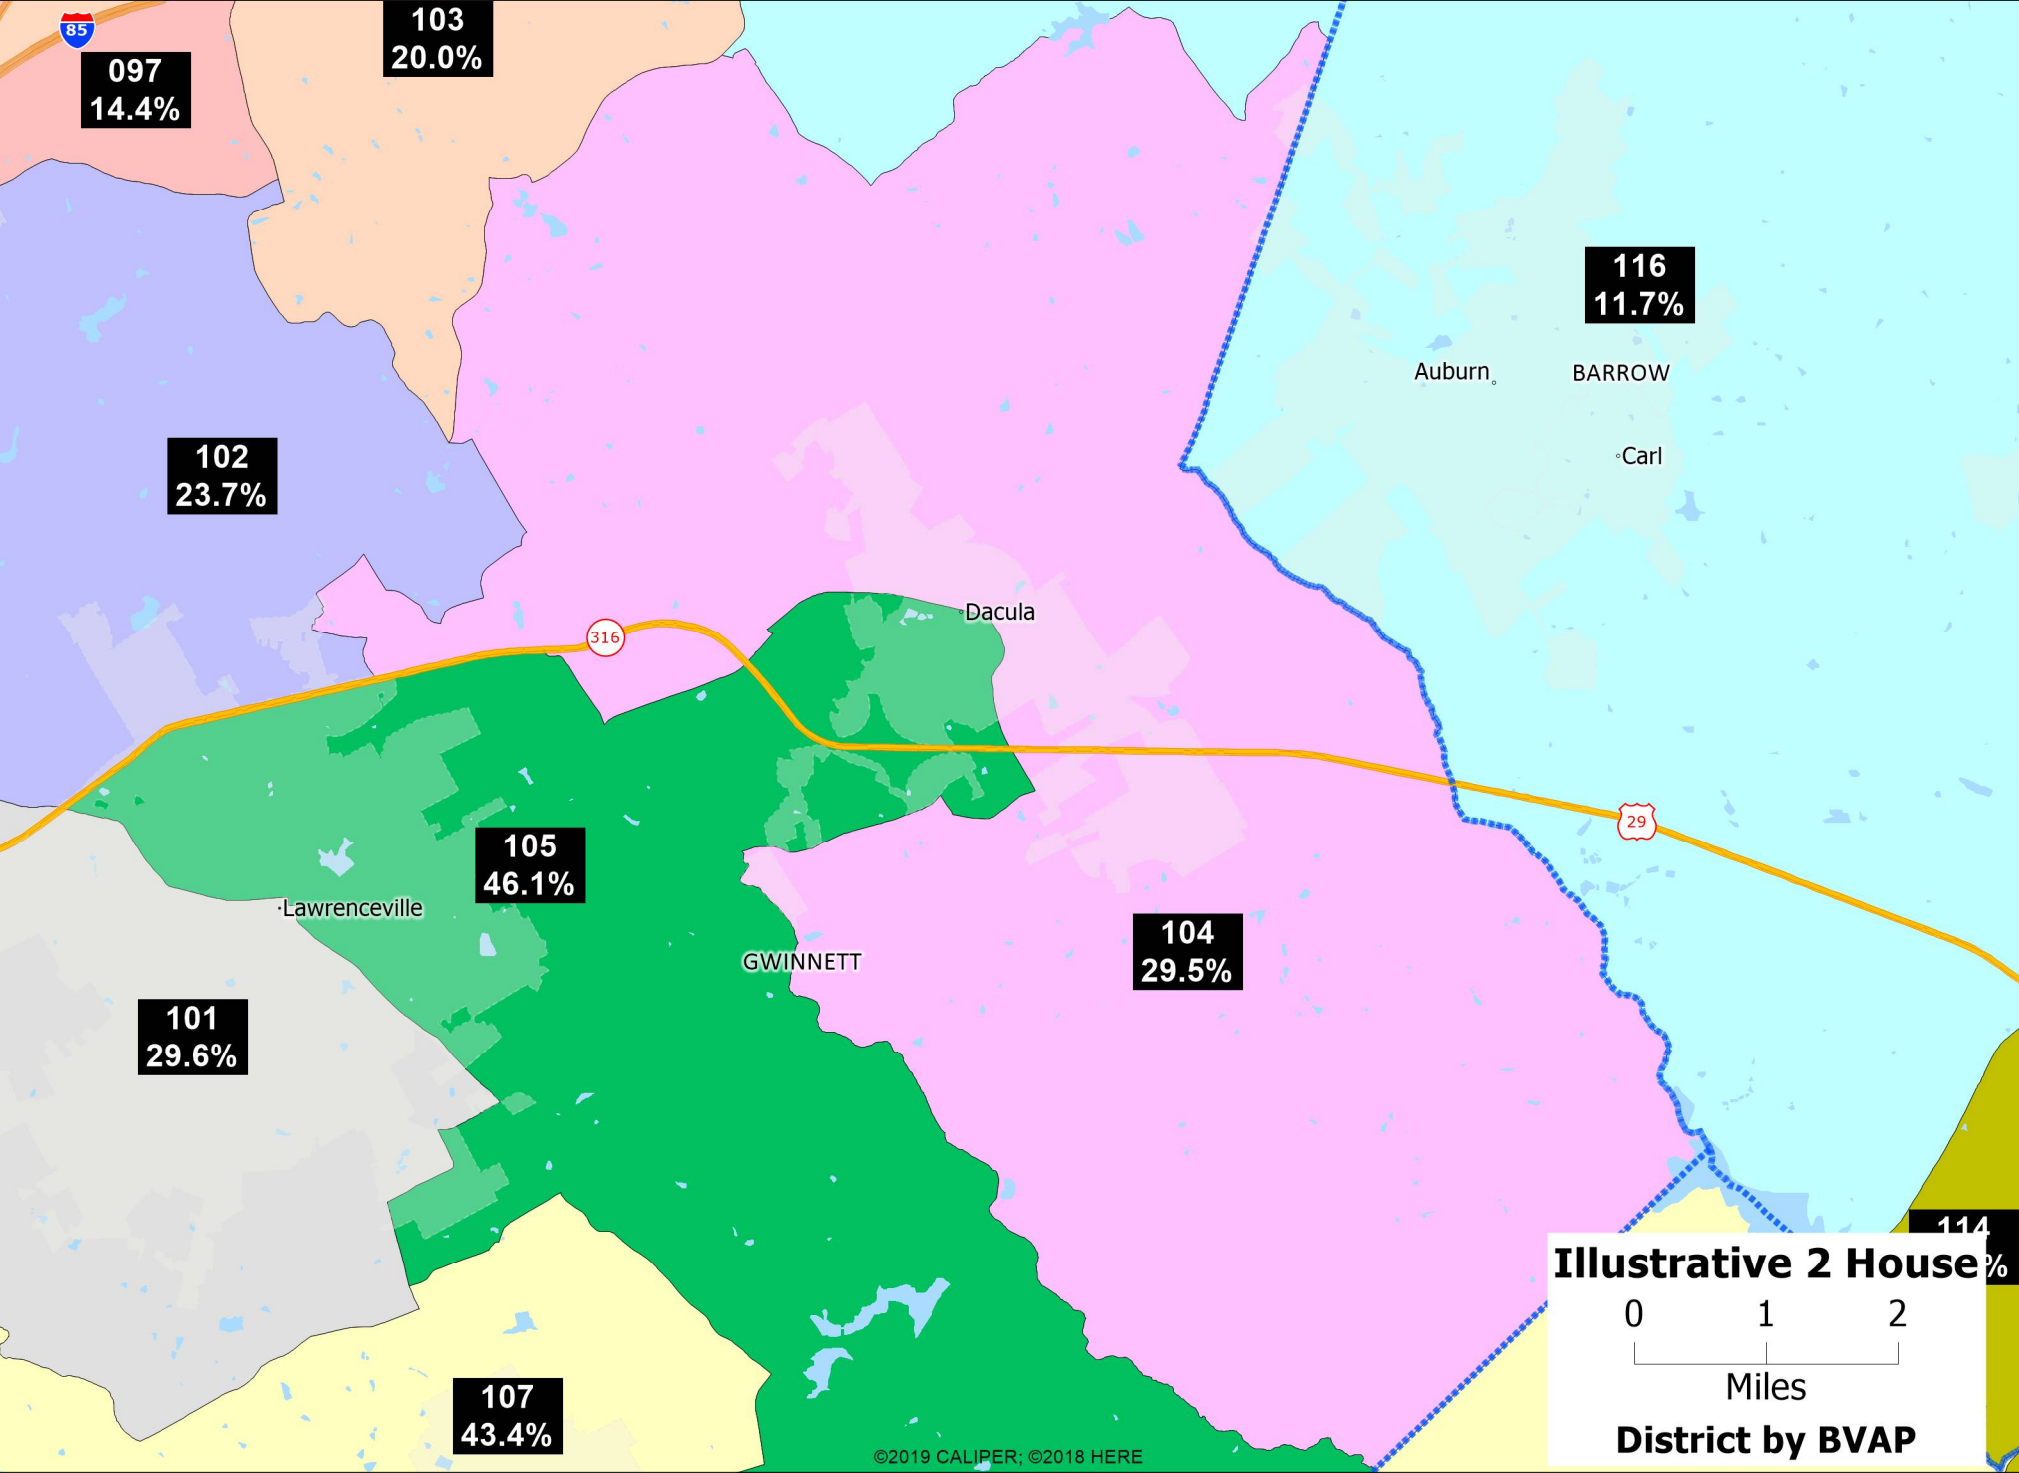 85
103
20.0%
097
14.4%
116
11.7%
Auburn
BARROW
Carl
102
23.7%
Dacula
316
29
105
46.1%
Lawrenceville
GWINNETT
104
29.5%
101
29.6%
114
%
Illustrative 2 House
0 1 2
Miles
District by BVAP
107
43.4%
©2019 CALIPER; ©2018 HERE